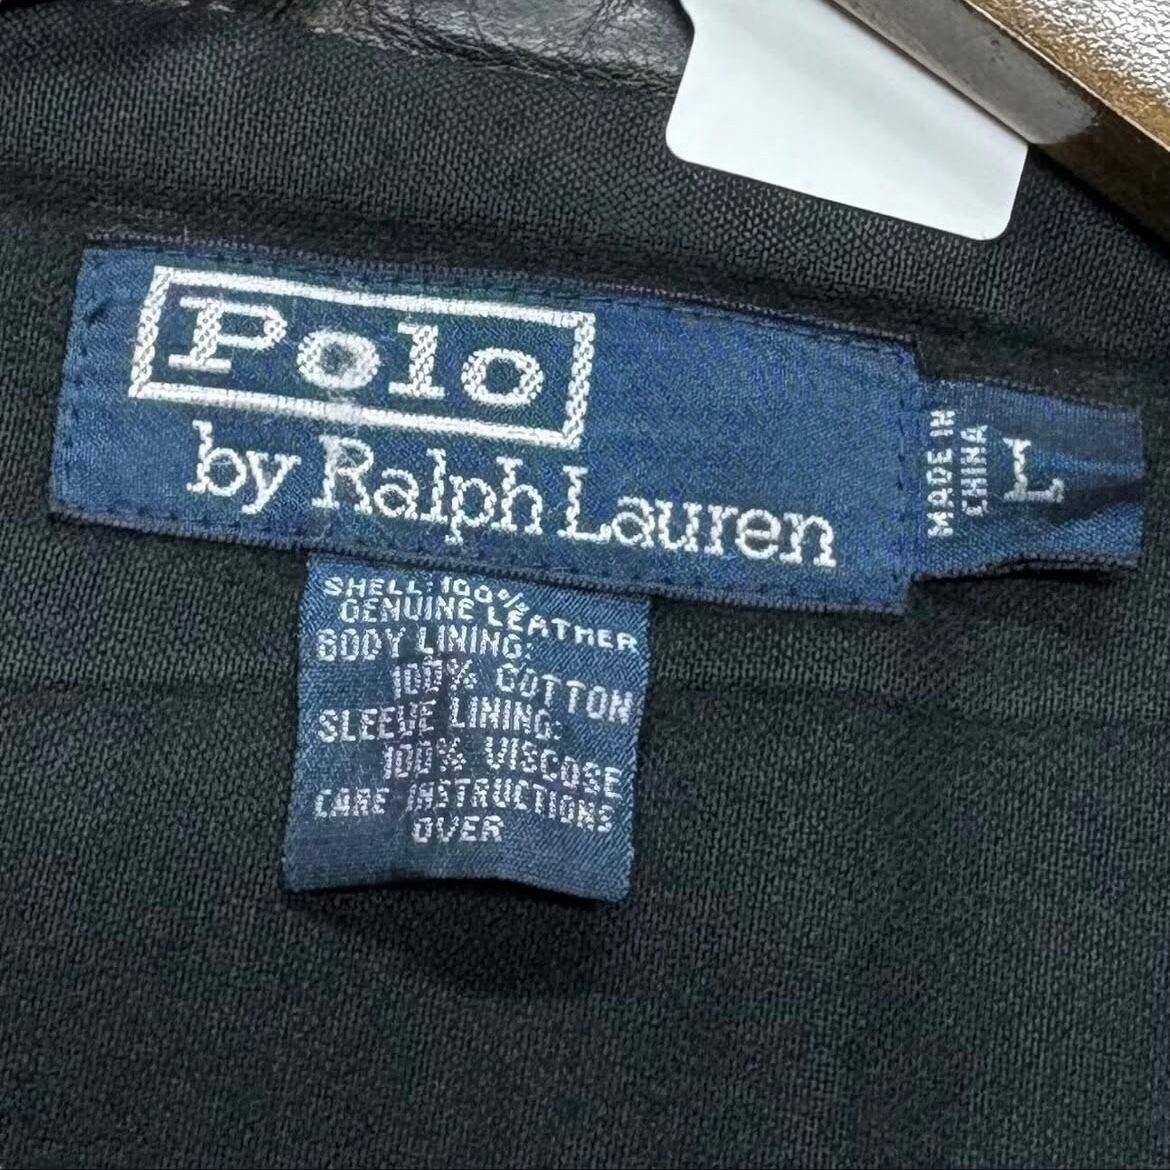 Polo
by Ralph Lauren
MADE IN
CHINA
L
SHELL: 100%
GENUINE LEATHER
BODY LINING:
100% COTTON
SLEEVE LINING:
100% VISCOSE
CARE INSTRUCTIONS
OVER